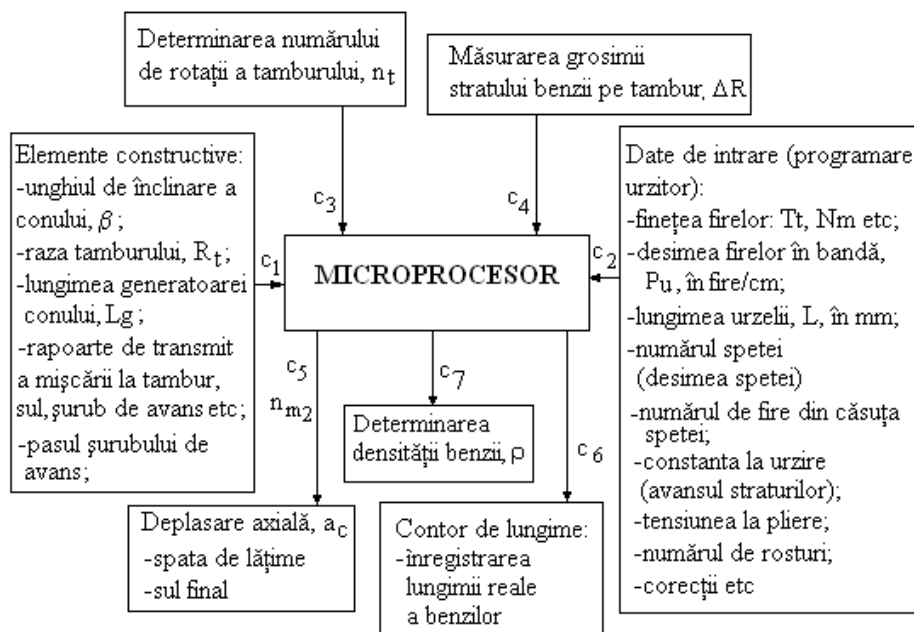 Determinarea numărului
de rotații a tamburului, nt
Măsurarea grosimii
stratului benzii pe tambur, ΔR
Elemente constructive:
-unghiul de înclinare a
conului, β;
-raza tamburului, Rt;
-lungimea generatoarei
conului, Lg;
-rapoarte de transmit
a mișcării la tambur,
sul, șurub de avans etc;
-pasul șurubului de
avans;
c3
c4
c1
MICROPROCESOR
c2
Date de intrare (programare
urzitor):
-finețea firelor: Tt, Nm etc
-desimea firelor în bandă,
Pu, în fire/cm;
-lungimea urzelii, L, în mm;
-numărul spetei
(desimea spetei)
-numărul de fire din căsuța
spetei;
-constanta la urzire
(avansul straturilor);
-tensiunea la pliere;
-numărul de rosturi;
-corecții etc
c5
nm2
c7
c6
Determinarea
densității benzii, ρ
Deplasare axială, ac
-spata de lățime
-sul final
Contor de lungime:
-înregistrarea
lungimii reale
a benzilor